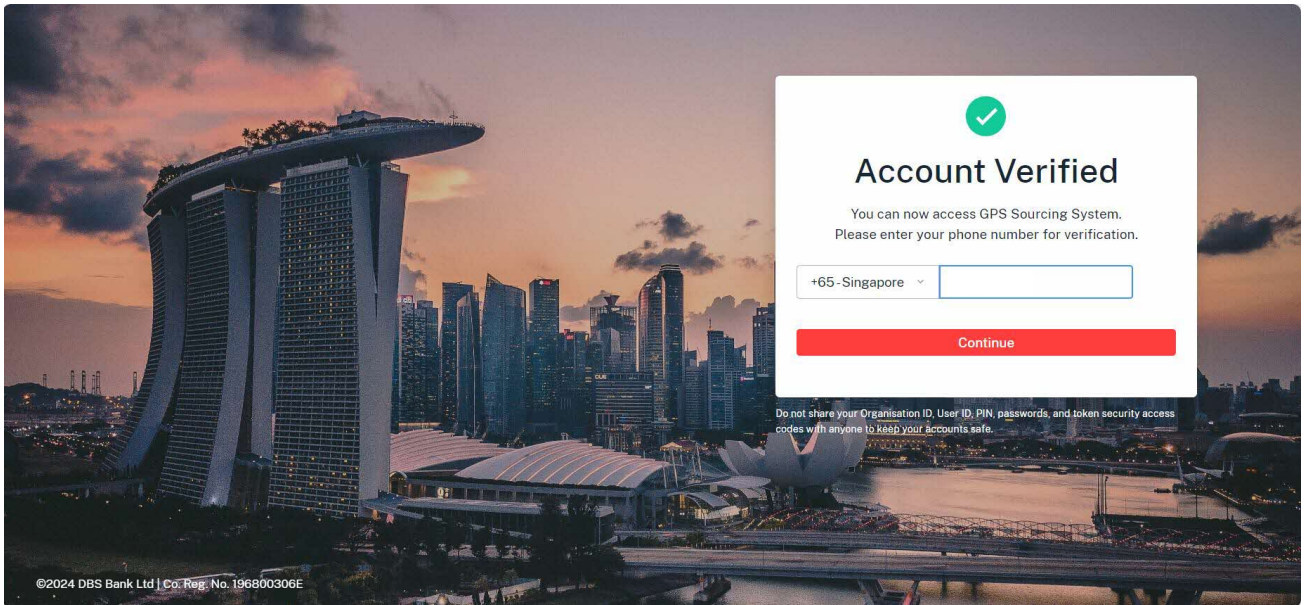 Account Verified
You can now access GPS Sourcing System.
Please enter your phone number for verification.
+65-Singapore
Continue
Do not share your Organisation ID, User ID, PIN, passwords, and token security access
codes with anyone to keep your accounts safe.
©2024 DBS Bank Ltd | Co. Reg. No. 196800306E